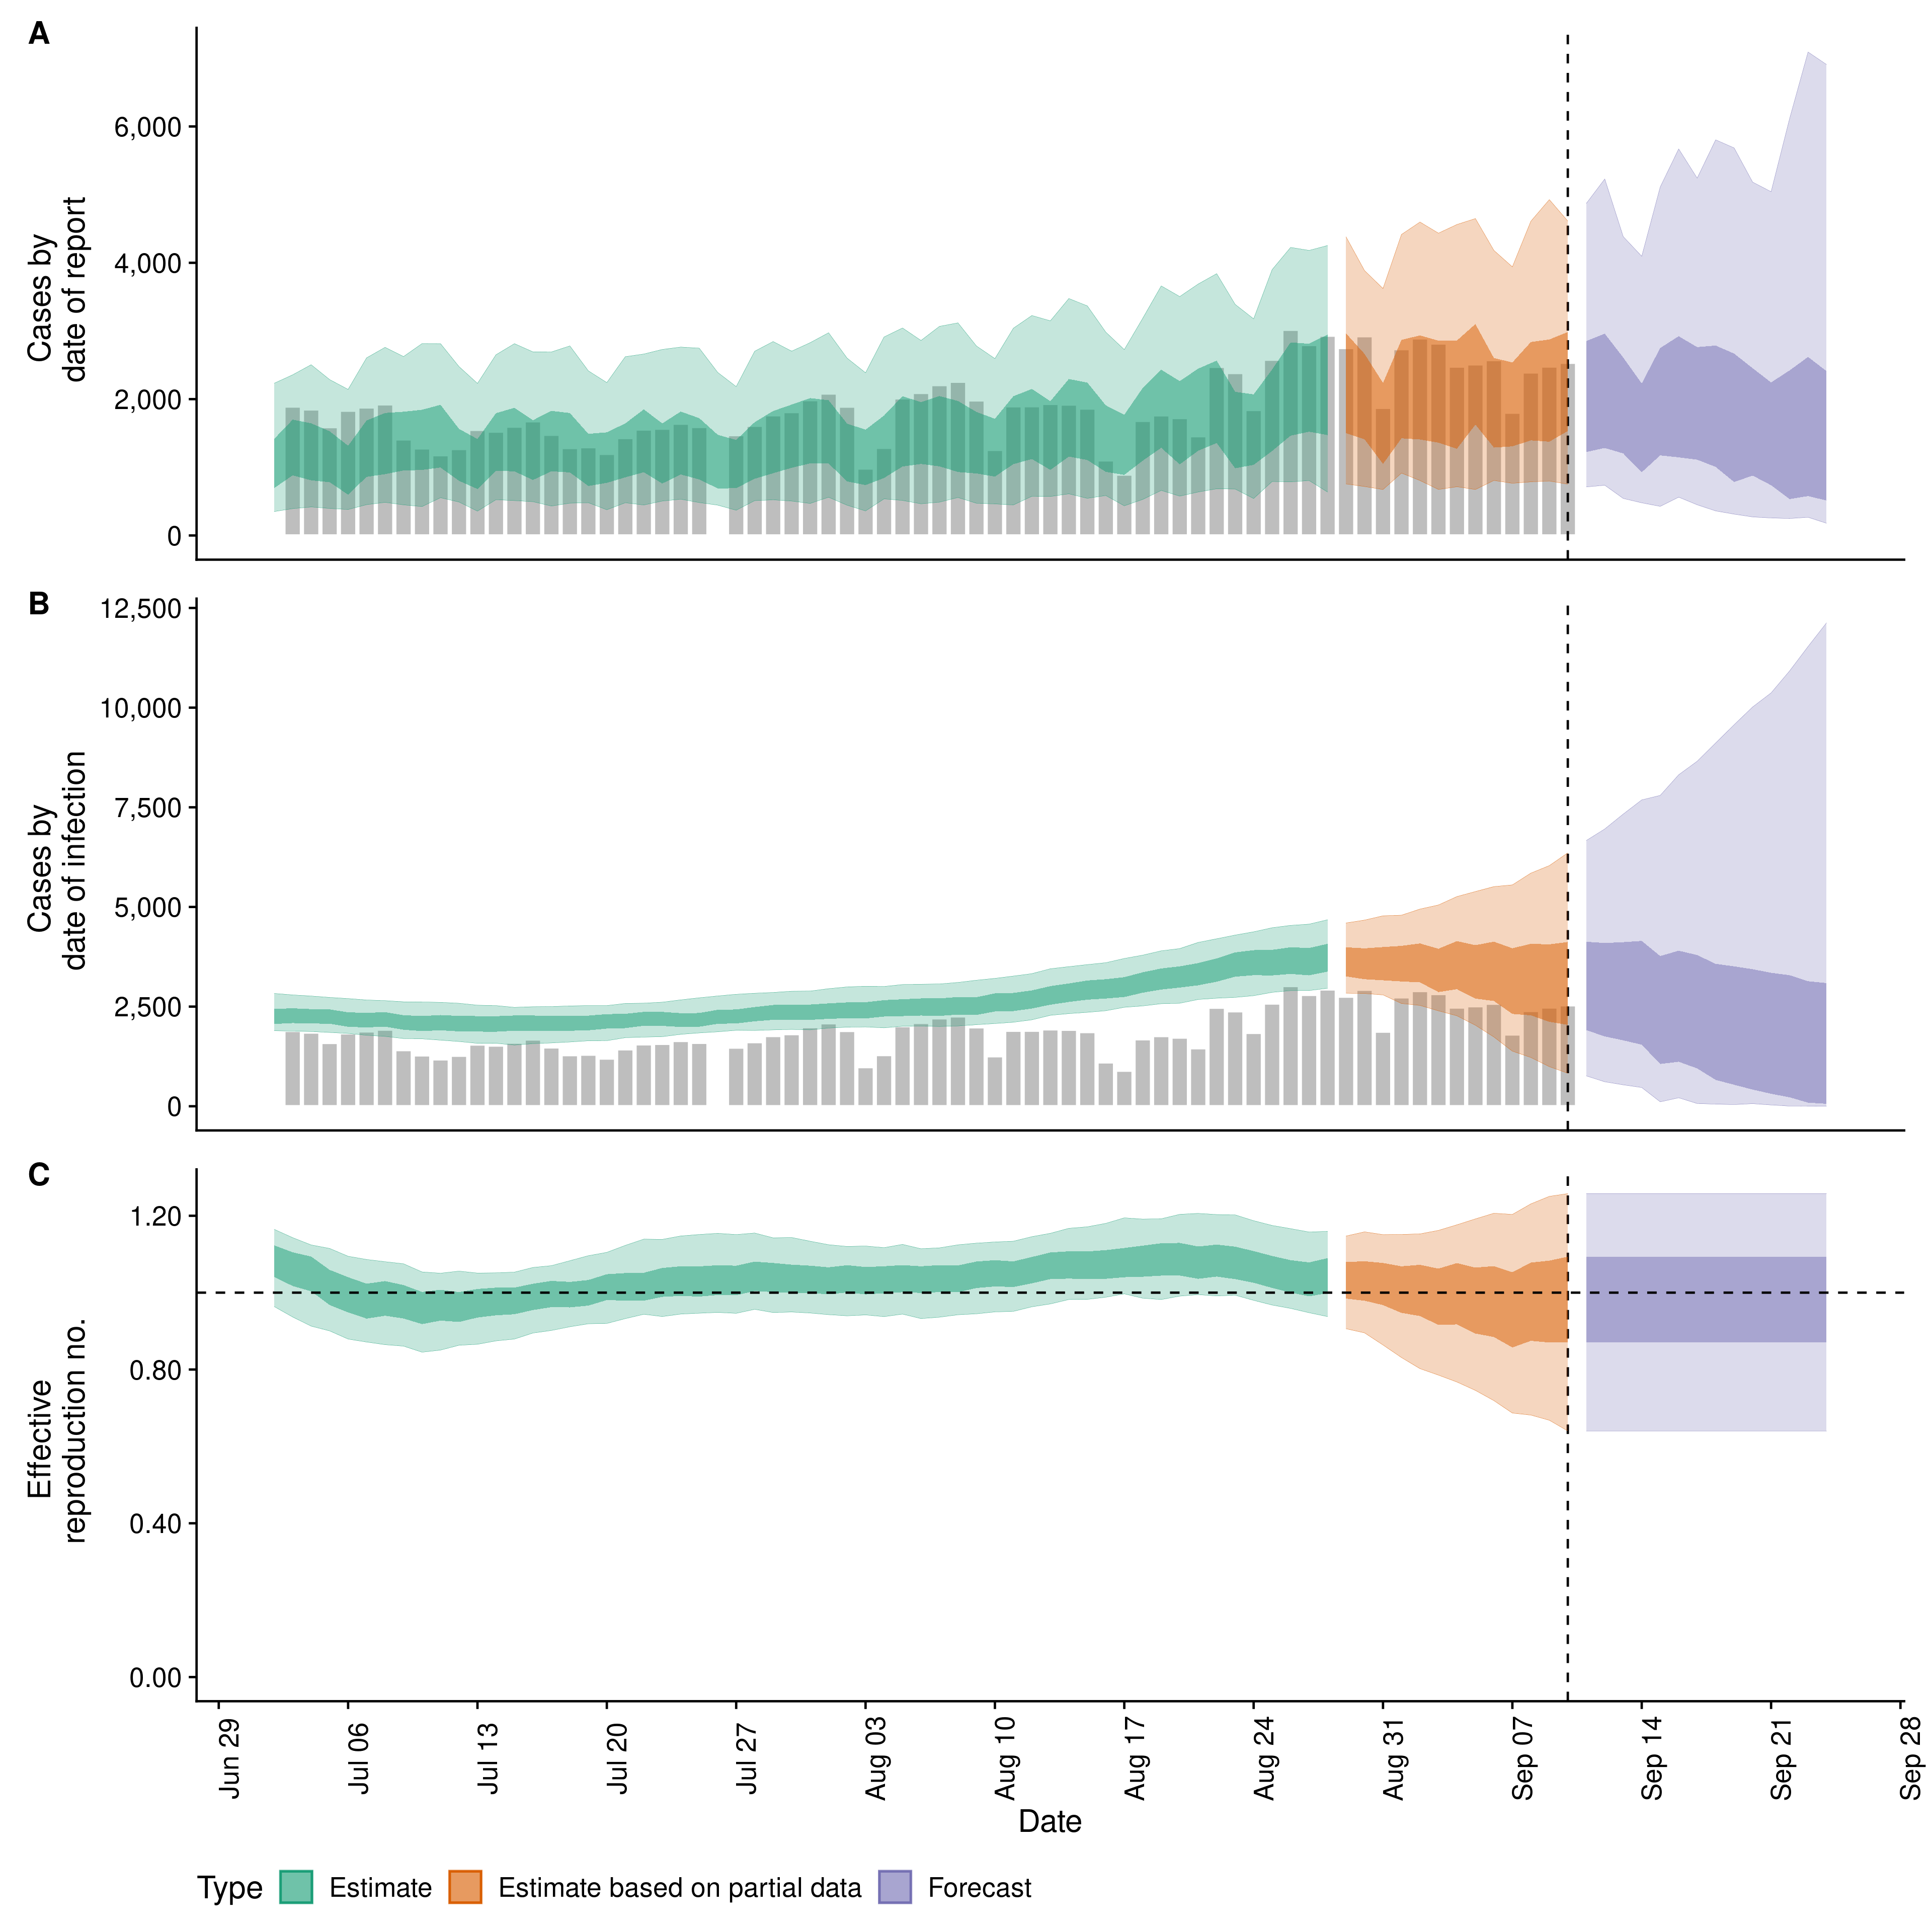 A
Cases by
date of report
6,000
4,000
2,000
0
B
Cases by
date of infection
12,500
10,000
7,500
5,000
2,500
0
C
Effective
reproduction no.
1.20
0.80
0.40
0.00
Jun 29
Jul 06
Jul 13
Jul 20
Jul 27
Aug 03
Aug 10
Aug 17
Aug 24
Aug 31
Sep 07
Sep 14
Sep 21
Sep 28
Date
Type
Estimate
Estimate based on partial data
Forecast